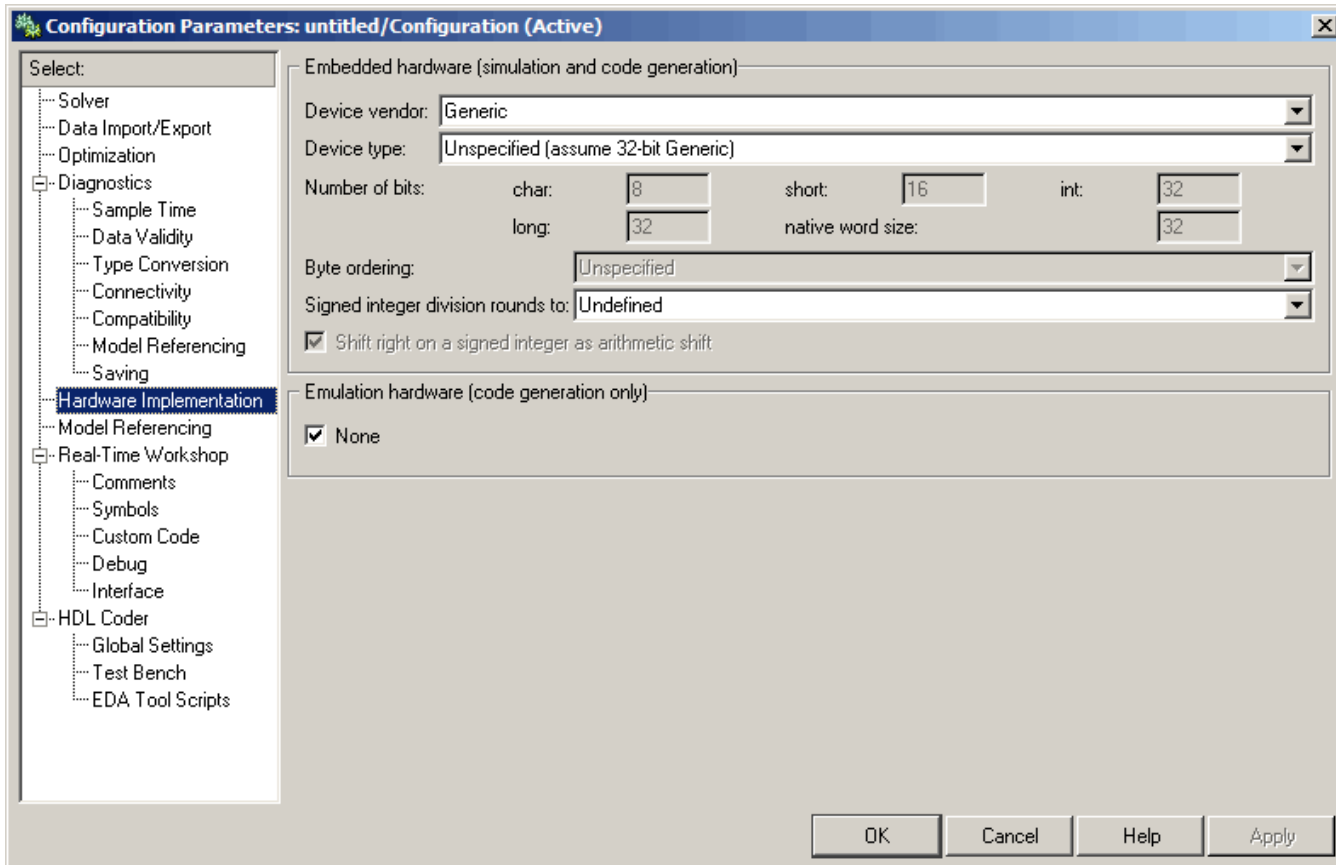 Configuration Parameters: untitled/Configuration (Active)
Select:
Solver
Data Import/Export
Optimization
Diagnostics
Sample Time
Data Validity
Type Conversion
Connectivity
Compatibility
Model Referencing
Saving
Hardware Implementation
Model Referencing
Real-Time Workshop
Comments
Symbols
Custom Code
Debug
Interface
HDL Coder
Global Settings
Test Bench
EDA Tool Scripts
Embedded hardware (simulation and code generation)
Device vendor: Generic
Device type: Unspecified (assume 32-bit Generic)
Number of bits: char: 8 short: 16 int: 32
long: 32 native word size: 32
Byte ordering: Unspecified
Signed integer division rounds to: Undefined
Shift right on a signed integer as arithmetic shift
Emulation hardware (code generation only)
None
OK Cancel Help Apply